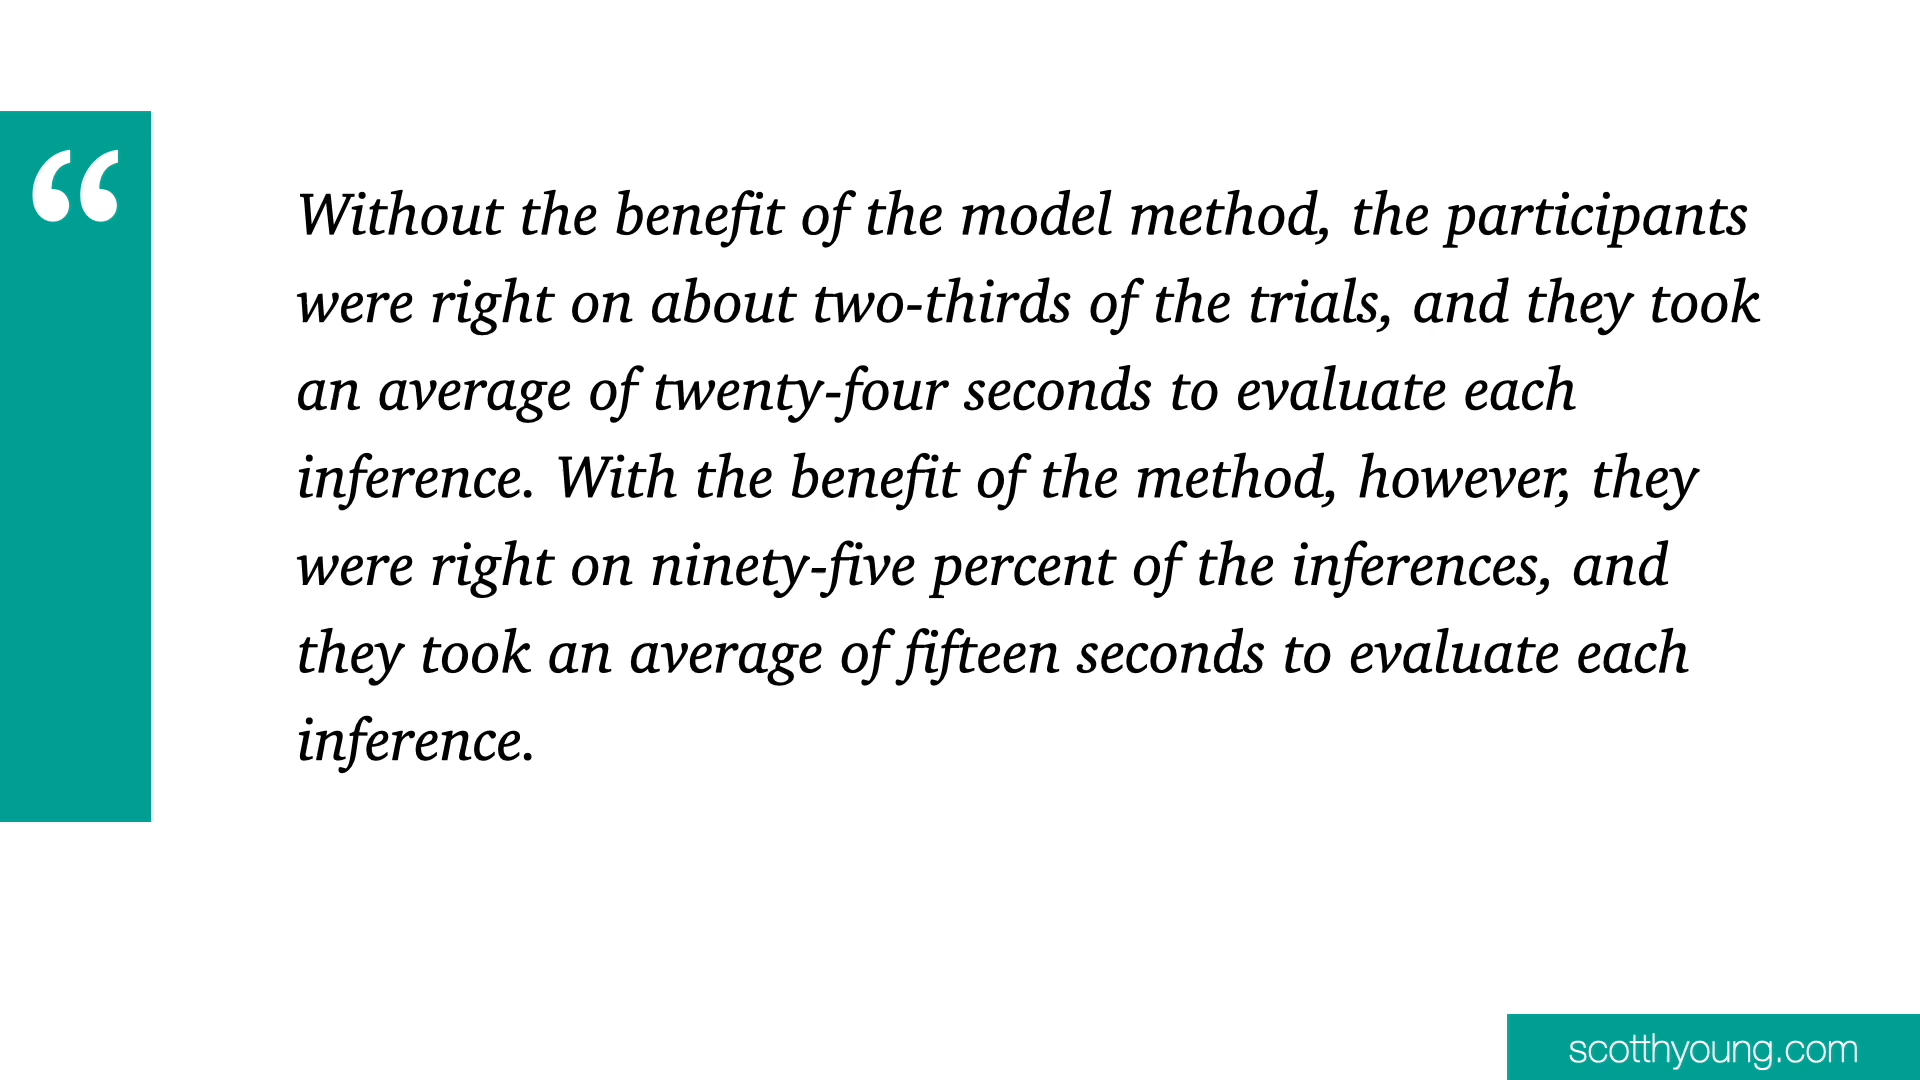 “
Without the benefit of the model method, the participants
were right on about two-thirds of the trials, and they took
an average of twenty-four seconds to evaluate each
inference. With the benefit of the method, however, they
were right on ninety-five percent of the inferences, and
they took an average of fifteen seconds to evaluate each
inference.
scotthyoung.com